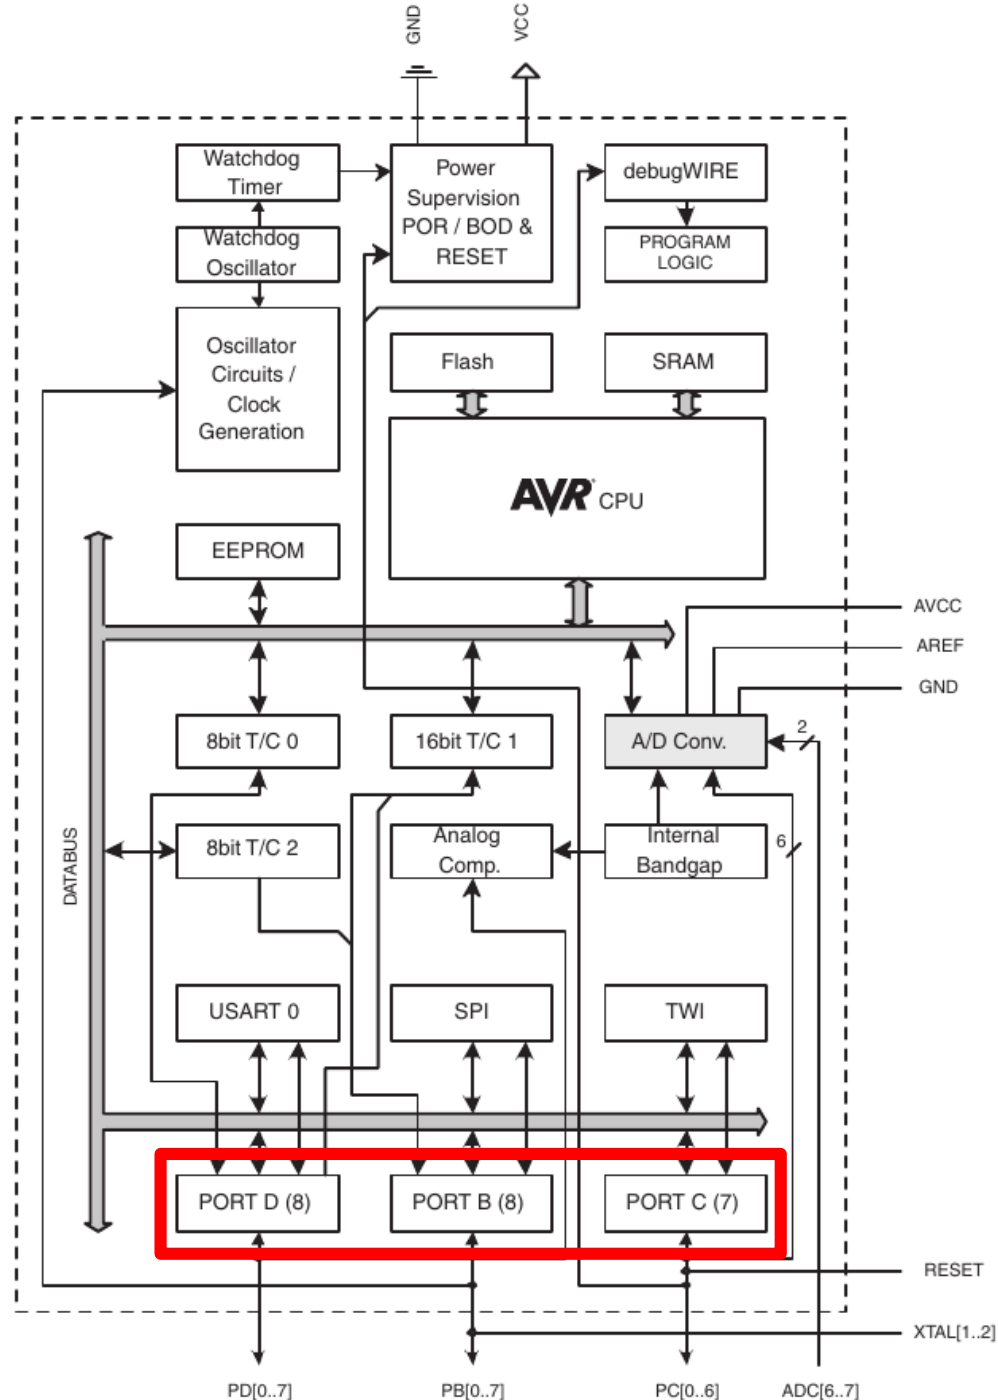 GND
VCC
Watchdog
Timer
Power
Supervision
POR / BOD &
RESET
debugWIRE
Watchdog
Oscillator
PROGRAM
LOGIC
Oscillator
Circuits /
Clock
Generation
Flash
SRAM
AVR CPU
EEPROM
AVCC
AREF
GND
8bit T/C 0
16bit T/C 1
A/D Conv.
2
DATABUS
8bit T/C 2
Analog
Comp.
Internal
Bandgap
6
USART 0
SPI
TWI
PORT D (8)
PORT B (8)
PORT C (7)
RESET
XTAL[1..2]
PD[0..7]
PB[0..7]
PC[0..6]
ADC[6..7]